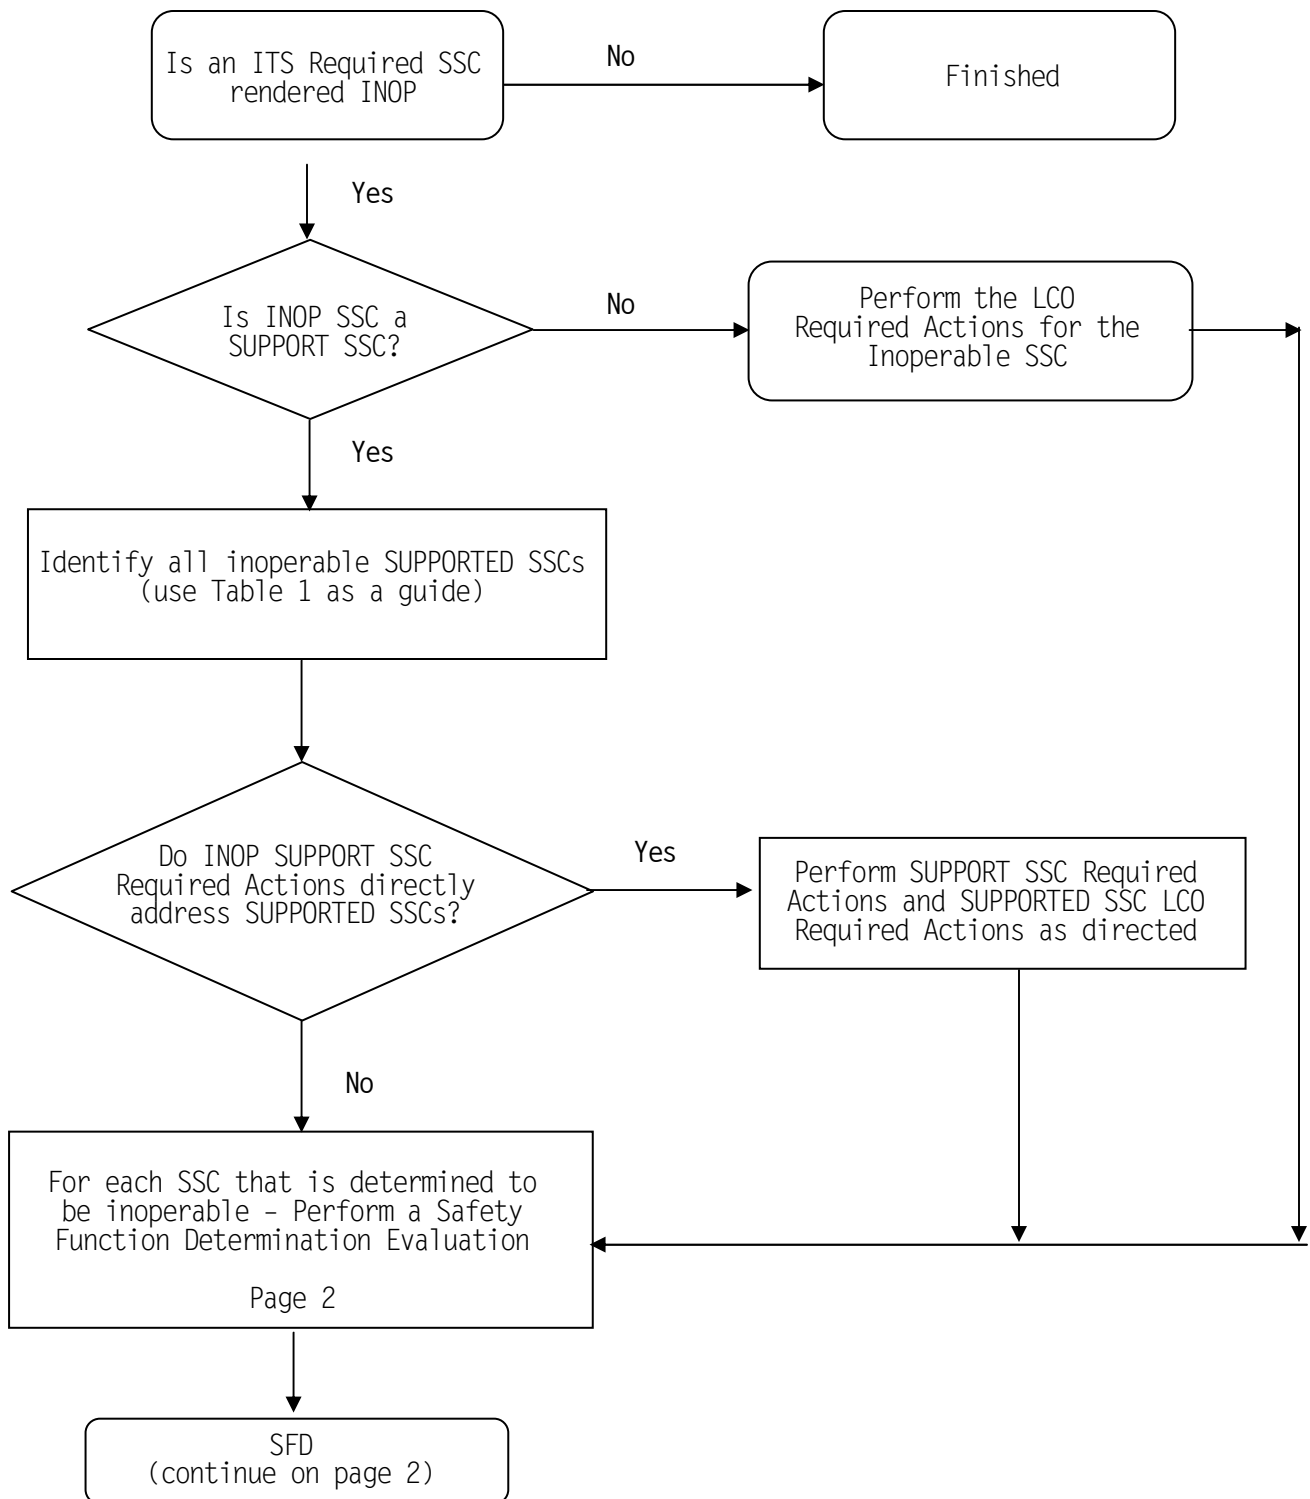 Is an ITS Required SSC
rendered INOP
No
Finished
Yes
Is INOP SSC a
SUPPORT SSC?
No
Perform the LCO
Required Actions for the
Inoperable SSC
Yes
Identify all inoperable SUPPORTED SSCs
(use Table 1 as a guide)
Do INOP SUPPORT SSC
Required Actions directly
address SUPPORTED SSCs?
Yes
Perform SUPPORT SSC Required
Actions and SUPPORTED SSC LCO
Required Actions as directed
No
For each SSC that is determined to
be inoperable – Perform a Safety
Function Determination Evaluation
Page 2
SFD
(continue on page 2)